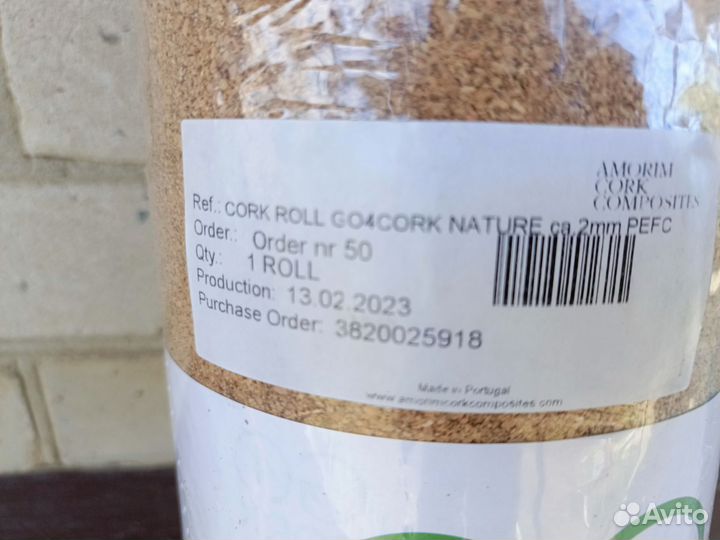 AMORIM
CORK
COMPOSITES
Ref.: CORK ROLL GO4CORK NATURE ca.2mm PEFC
Order.: Order nr 50
Qty.: 1 ROLL
Production: 13.02.2023
Purchase Order: 3820025918
Made in Portugal
www.amorimcorkcomposites.com
Avito